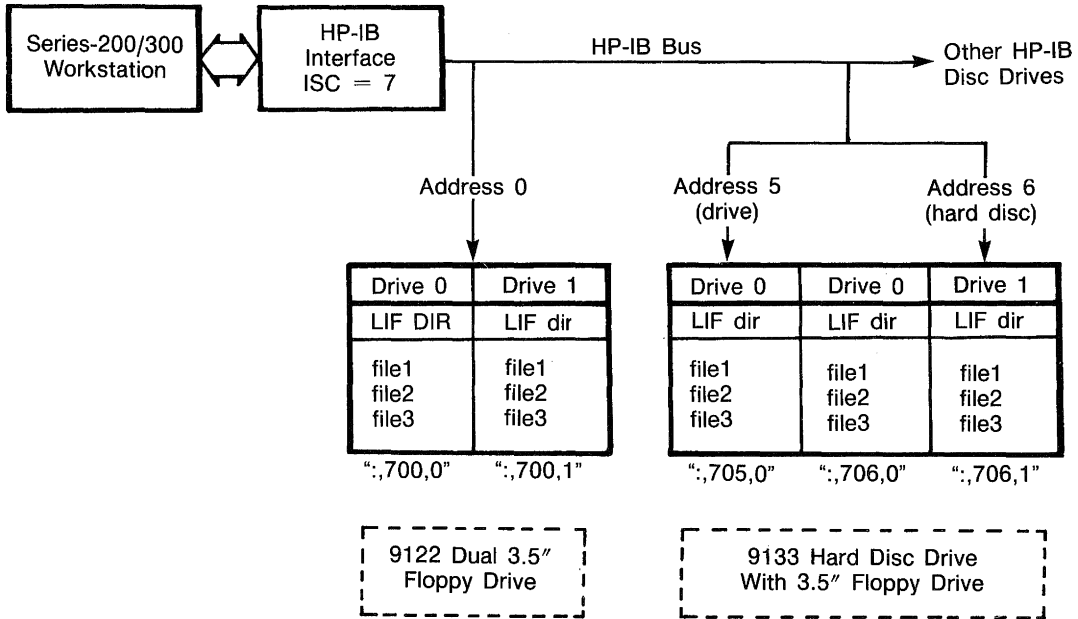 Series-200/300
Workstation
HP-IB
Interface
ISC = 7
HP-IB Bus
Other HP-IB
Disc Drives
Address 0
Address 5
(drive)
Address 6
(hard disc)
Drive 0
Drive 1
LIF DIR
LIF dir
file1
file2
file3
file1
file2
file3
":,700,0"
":,700,1"
Drive 0
Drive 0
Drive 1
LIF dir
LIF dir
LIF dir
file1
file2
file3
file1
file2
file3
file1
file2
file3
":,705,0"
":,706,0"
":,706,1"
9122 Dual 3.5″
Floppy Drive
9133 Hard Disc Drive
With 3.5″ Floppy Drive